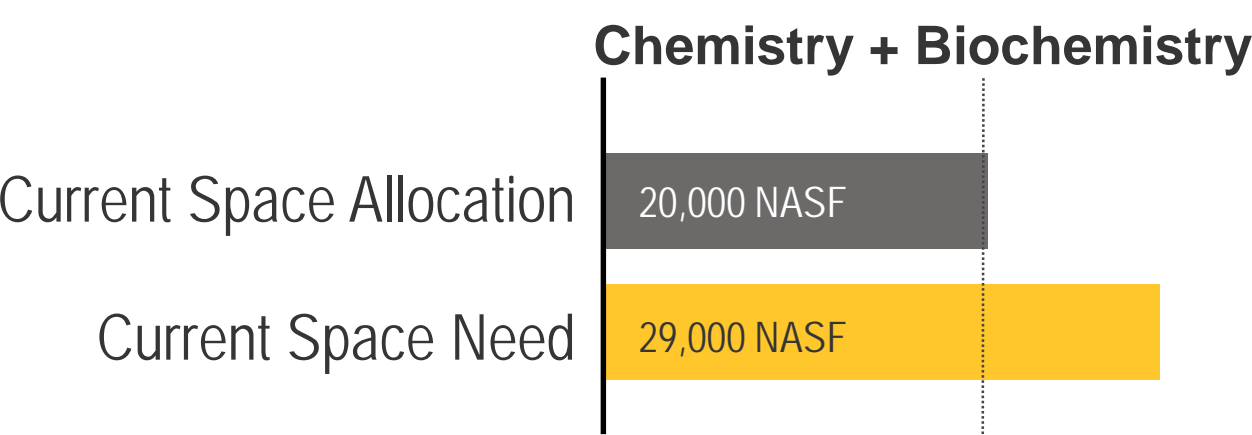 Chemistry + Biochemistry
Current Space Allocation
20,000 NASF
Current Space Need
29,000 NASF